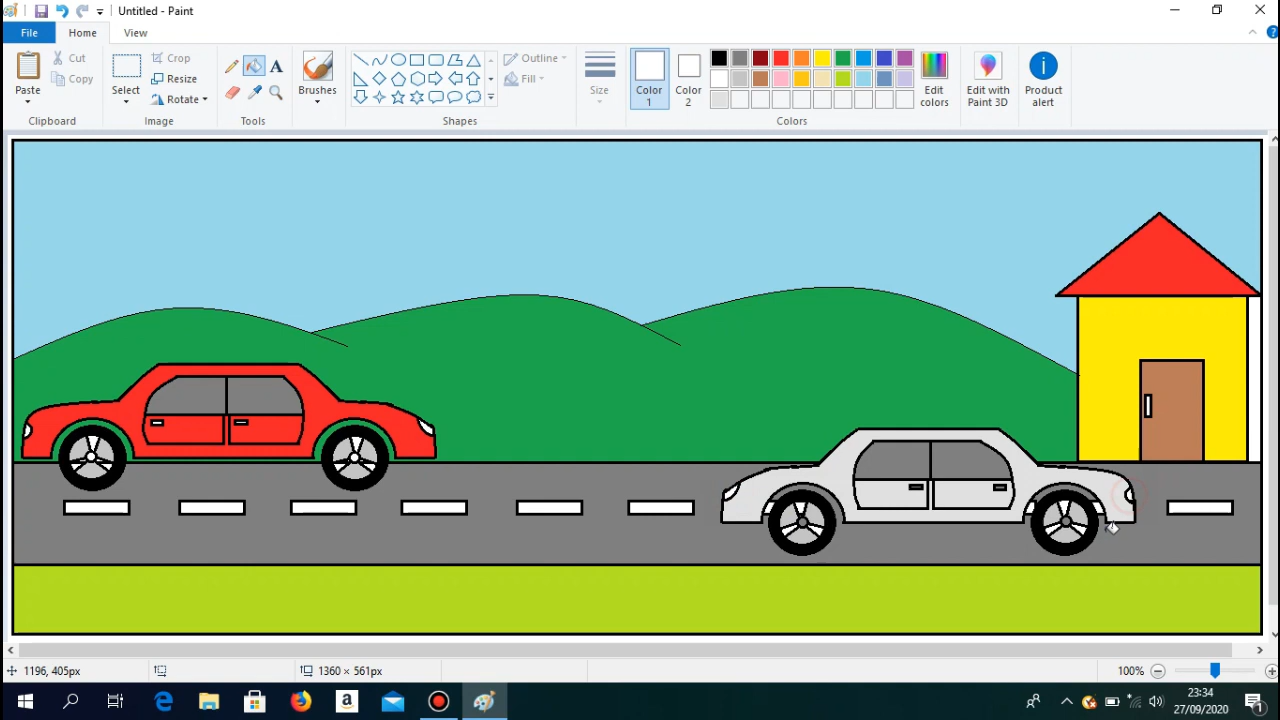 Untitled - Paint
File Home View
Paste
Cut
Copy
Clipboard
Select
Crop
Resize
Rotate
Image
A
Tools
Brushes
Shapes
Outline
Fill
Size
Color 1
Color 2
Edit colors
Colors
Edit with Paint 3D
Product alert
1196, 405px
1360 × 561px
100%
23:34
27/09/2020